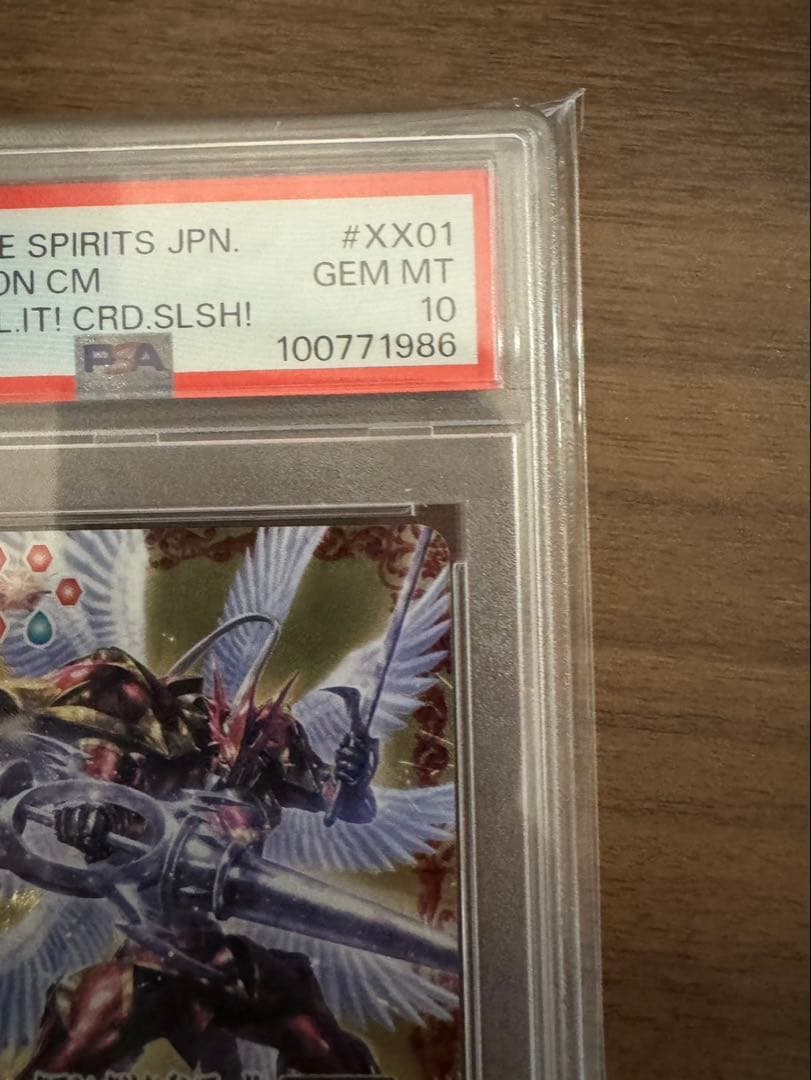 E SPIRITS JPN. #XX01
ON CM GEM MT
L.IT! CRD.SLSH! 10
PSA 100771986